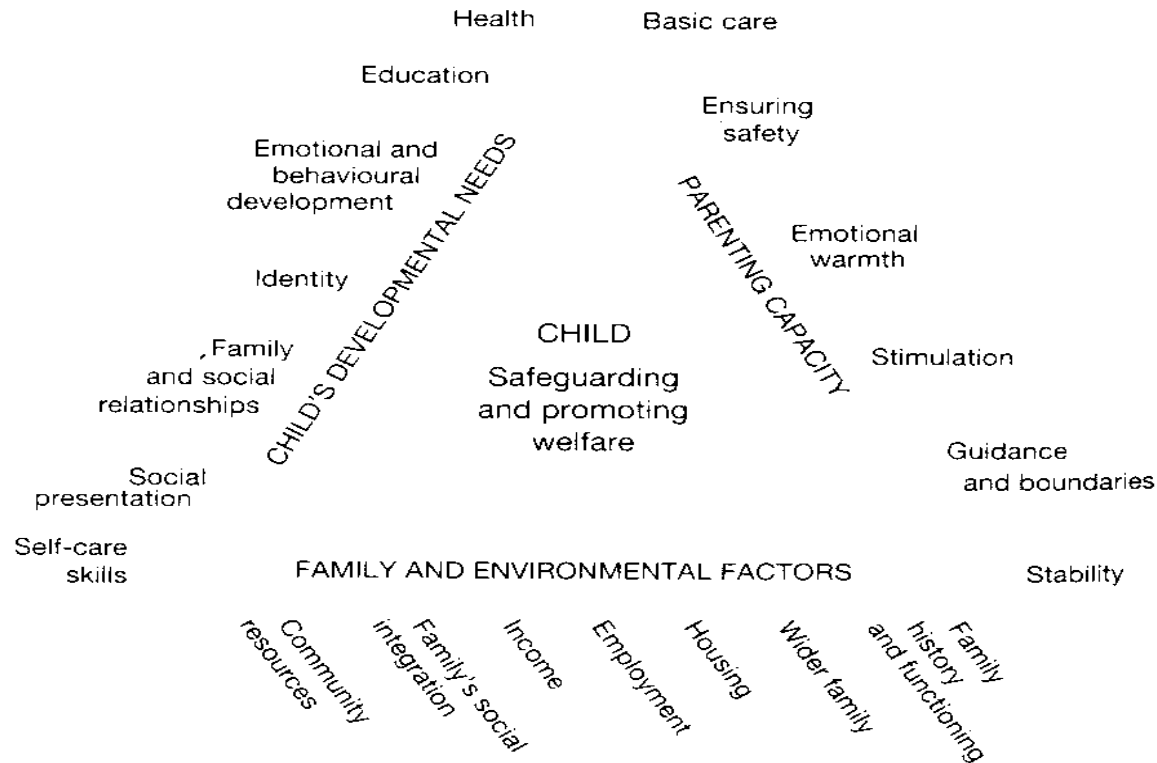 Health
Education
Emotional and
behavioural
development
Identity
Family
and social
relationships
Social
presentation
Self-care
skills
CHILD'S DEVELOPMENTAL NEEDS
Basic care
Ensuring
safety
Emotional
warmth
Stimulation
Guidance
and boundaries
Stability
PARENTING CAPACITY
CHILD
Safeguarding
and promoting
welfare
FAMILY AND ENVIRONMENTAL FACTORS
Community
resources
Family's social
integration
Income
Employment
Housing
Wider family
Family
history
and functioning